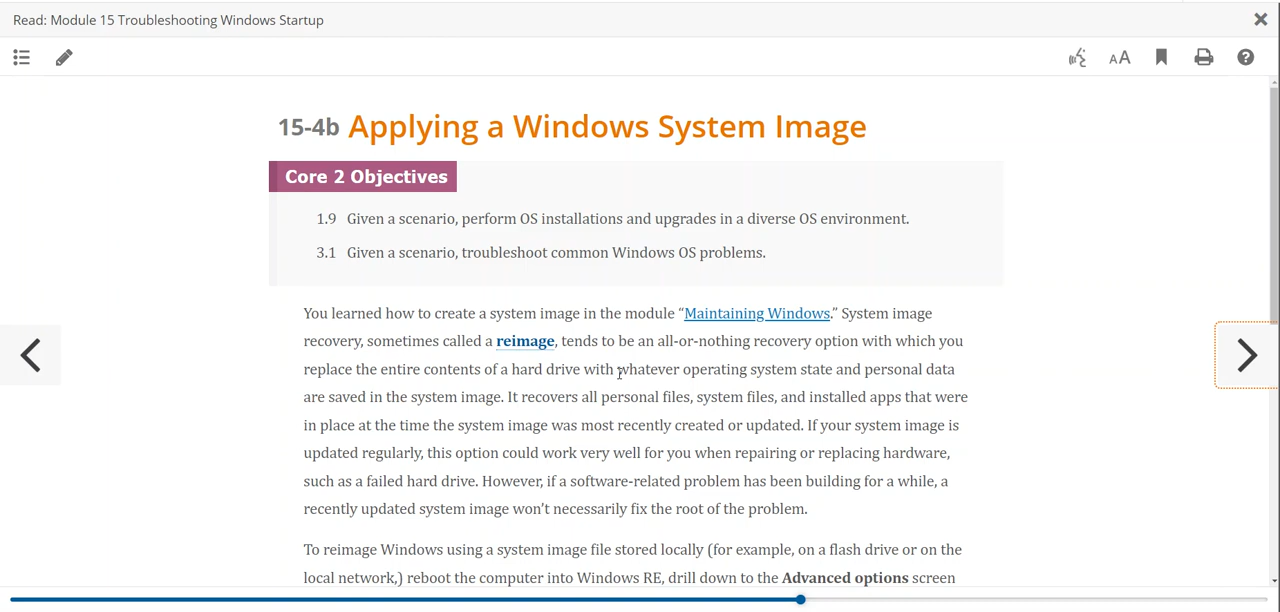 Read: Module 15 Troubleshooting Windows Startup
AA
15-4b Applying a Windows System Image
Core 2 Objectives
1.9 Given a scenario, perform OS installations and upgrades in a diverse OS environment.
3.1 Given a scenario, troubleshoot common Windows OS problems.
You learned how to create a system image in the module “Maintaining Windows.” System image
recovery, sometimes called a reimage, tends to be an all-or-nothing recovery option with which you
replace the entire contents of a hard drive with whatever operating system state and personal data
are saved in the system image. It recovers all personal files, system files, and installed apps that were
in place at the time the system image was most recently created or updated. If your system image is
updated regularly, this option could work very well for you when repairing or replacing hardware,
such as a failed hard drive. However, if a software-related problem has been building for a while, a
recently updated system image won’t necessarily fix the root of the problem.
To reimage Windows using a system image file stored locally (for example, on a flash drive or on the
local network,) reboot the computer into Windows RE, drill down to the Advanced options screen